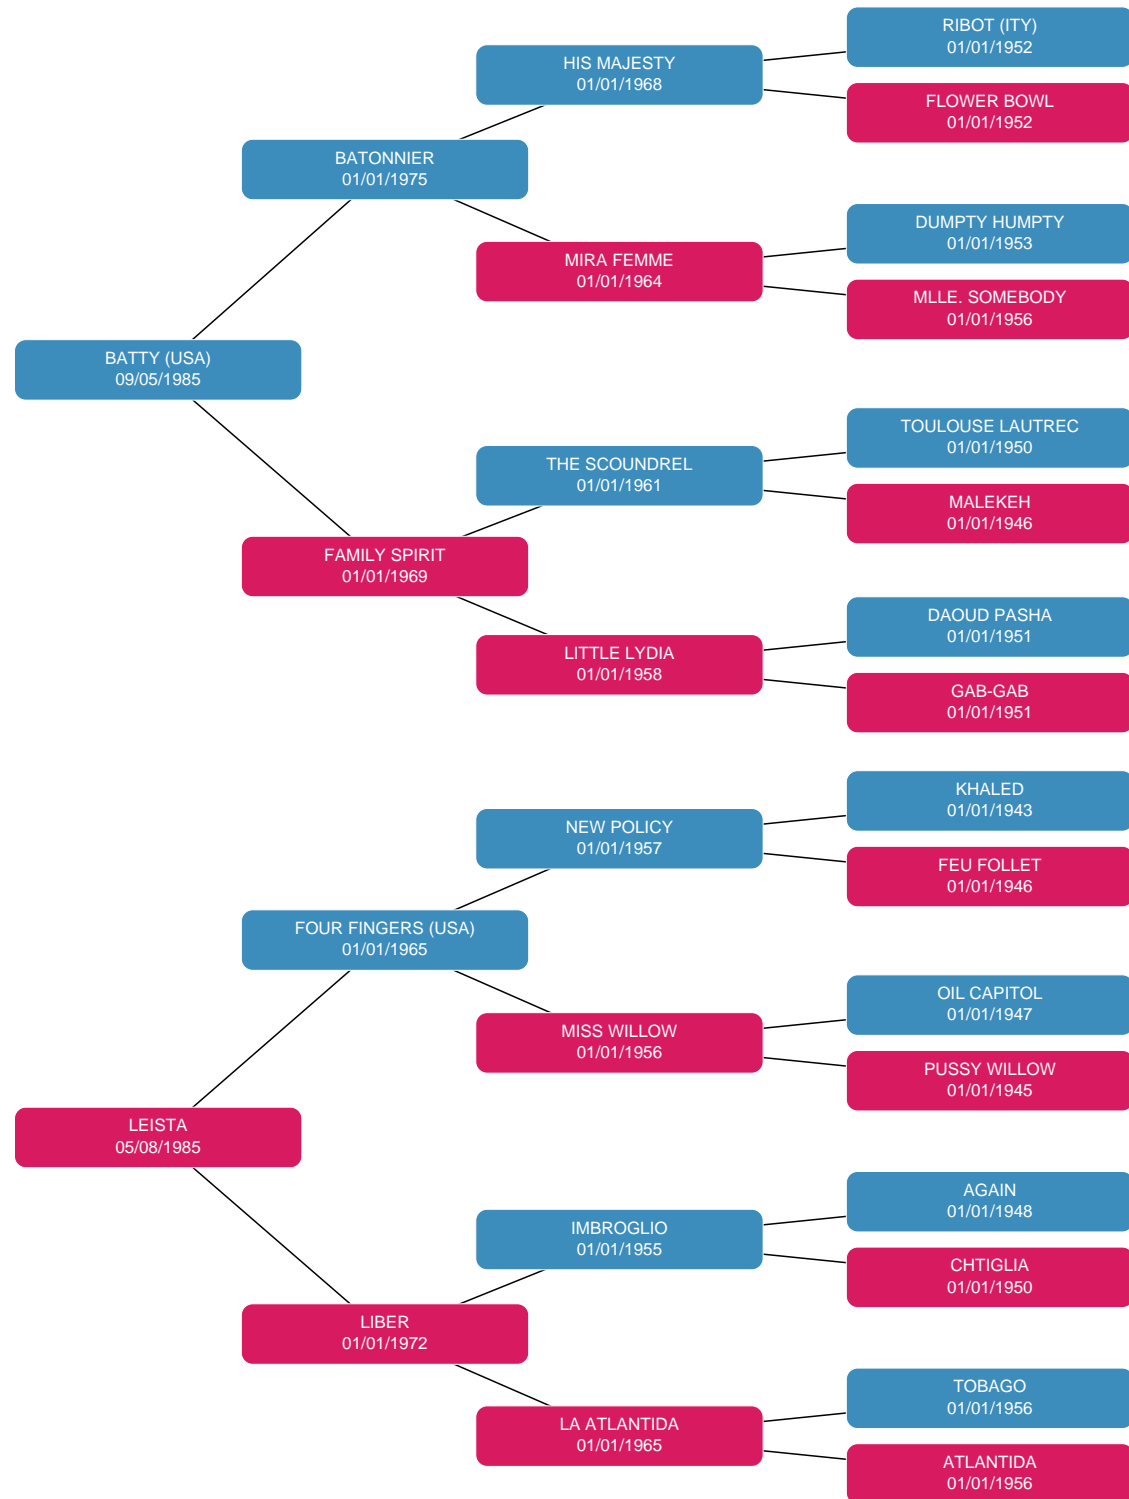 RIBOT (ITY)
01/01/1952
HIS MAJESTY
01/01/1968
FLOWER BOWL
01/01/1952
BATONNIER
01/01/1975
DUMPTY HUMPTY
01/01/1953
MIRA FEMME
01/01/1964
MLLE. SOMEBODY
01/01/1956
BATTY (USA)
09/05/1985
TOULOUSE LAUTREC
01/01/1950
THE SCOUNDREL
01/01/1961
MALEKEH
01/01/1946
FAMILY SPIRIT
01/01/1969
DAOUD PASHA
01/01/1951
LITTLE LYDIA
01/01/1958
GAB-GAB
01/01/1951
KHALED
01/01/1943
NEW POLICY
01/01/1957
FEU FOLLET
01/01/1946
FOUR FINGERS (USA)
01/01/1965
OIL CAPITOL
01/01/1947
MISS WILLOW
01/01/1956
PUSSY WILLOW
01/01/1945
LEISTA
05/08/1985
AGAIN
01/01/1948
IMBROGLIO
01/01/1955
CHTIGLIA
01/01/1950
LIBER
01/01/1972
TOBAGO
01/01/1956
LA ATLANTIDA
01/01/1965
ATLANTIDA
01/01/1956